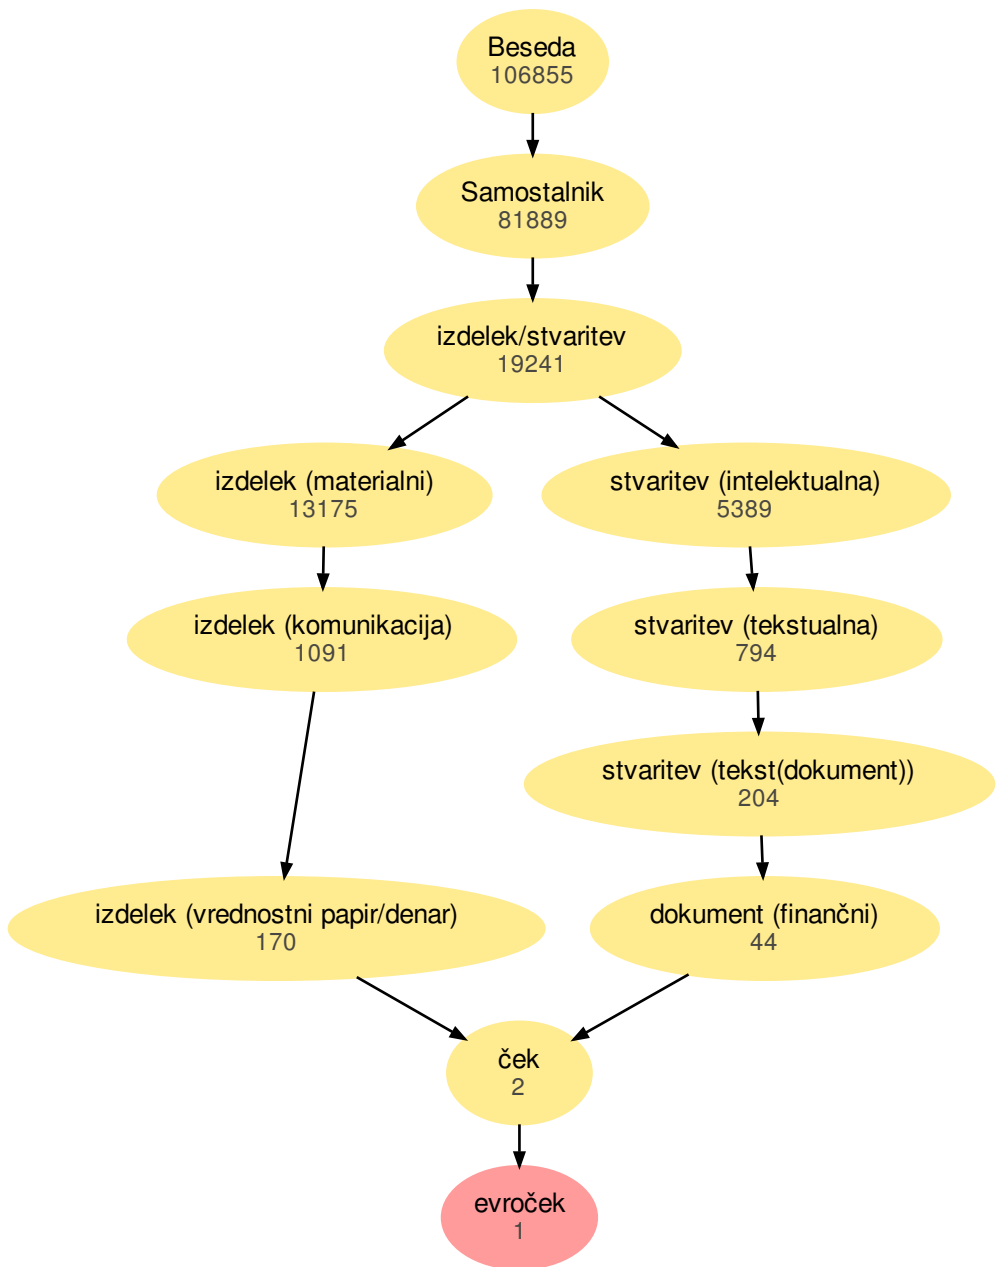 Beseda
106855
Samostalnik
81889
izdelek/stvaritev
19241
izdelek (materialni)
13175
stvaritev (intelektualna)
5389
izdelek (komunikacija)
1091
stvaritev (tekstualna)
794
stvaritev (tekst(dokument))
204
izdelek (vrednostni papir/denar)
170
dokument (finančni)
44
ček
2
evroček
1